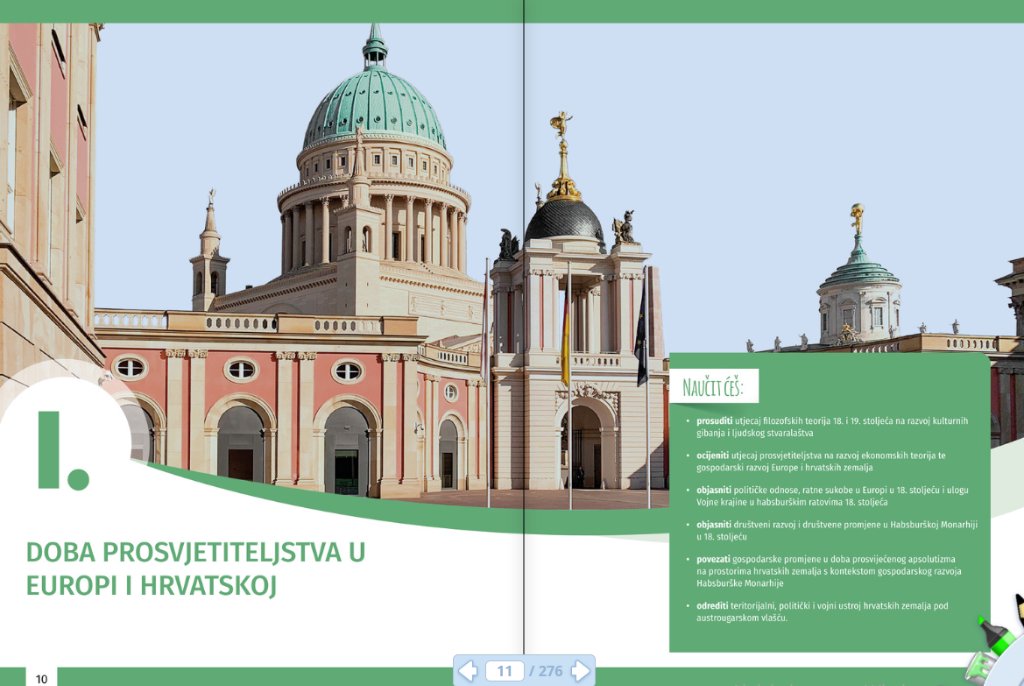 I.
DOBA PROSVJETITELJSTVA U
EUROPI I HRVATSKOJ
10
NAUČIT ĆEŠ:
• prosuditi utjecaj filozofskih teorija 18. i 19. stoljeća na razvoj kulturnih
gibanja i ljudskog stvaralaštva
• ocijeniti utjecaj prosvjetiteljstva na razvoj ekonomskih teorija te
gospodarski razvoj Europe i hrvatskih zemalja
• objasniti političke odnose, ratne sukobe u Europi u 18. stoljeću i ulogu
Vojne krajine u habsburškim ratovima 18. stoljeća
• objasniti društveni razvoj i društvene promjene u Habsburškoj Monarhiji
u 18. stoljeću
• povezati gospodarske promjene u doba prosvijećenog apsolutizma
na prostorima hrvatskih zemalja s kontekstom gospodarskog razvoja
Habsburške Monarhije
• odrediti teritorijalni, politički i vojni ustroj hrvatskih zemalja pod
austrougarskom vlašću.
11 / 276